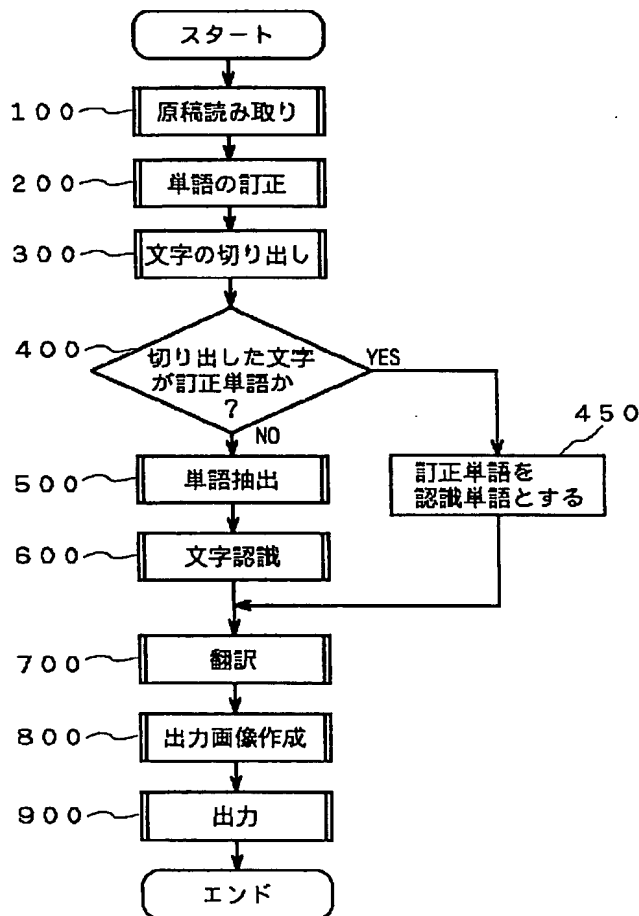 スタート
100
原稿読み取り
200
単語の訂正
300
文字の切り出し
400
切り出した文字
が訂正単語か
?
YES
NO
450
訂正単語を
認識単語とする
500
単語抽出
600
文字認識
700
翻訳
800
出力画像作成
900
出力
エンド